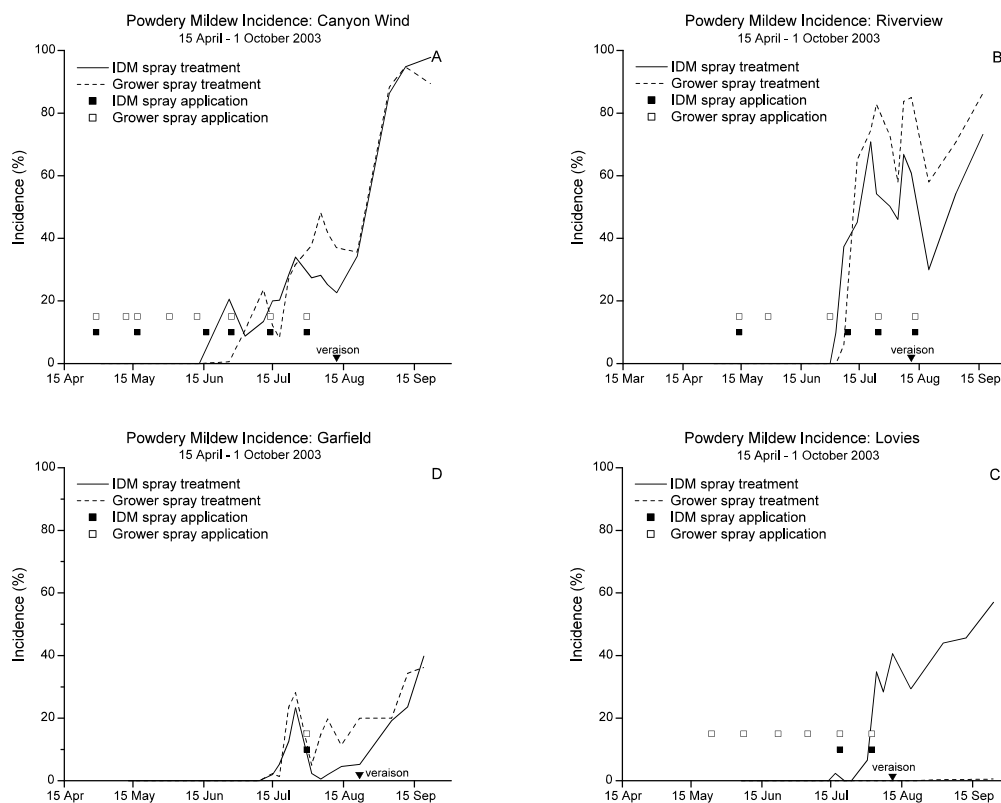 Powdery Mildew Incidence: Canyon Wind
15 April - 1 October 2003
A
100
80
60
40
20
0
Incidence (%)
IDM spray treatment
Grower spray treatment
IDM spray application
Grower spray application
veraison
15 Apr 15 May 15 Jun 15 Jul 15 Aug 15 Sep
Powdery Mildew Incidence: Riverview
15 April - 1 October 2003
B
100
80
60
40
20
0
Incidence (%)
IDM spray treatment
Grower spray treatment
IDM spray application
Grower spray application
veraison
15 Mar 15 Apr 15 May 15 Jun 15 Jul 15 Aug 15 Sep
Powdery Mildew Incidence: Garfield
15 April - 1 October 2003
D
100
80
60
40
20
0
Incidence (%)
IDM spray treatment
Grower spray treatment
IDM spray application
Grower spray application
veraison
15 Apr 15 May 15 Jun 15 Jul 15 Aug 15 Sep
Powdery Mildew Incidence: Lovies
15 April - 1 October 2003
C
100
80
60
40
20
0
Incidence (%)
IDM spray treatment
Grower spray treatment
IDM spray application
Grower spray application
veraison
15 Apr 15 May 15 Jun 15 Jul 15 Aug 15 Sep